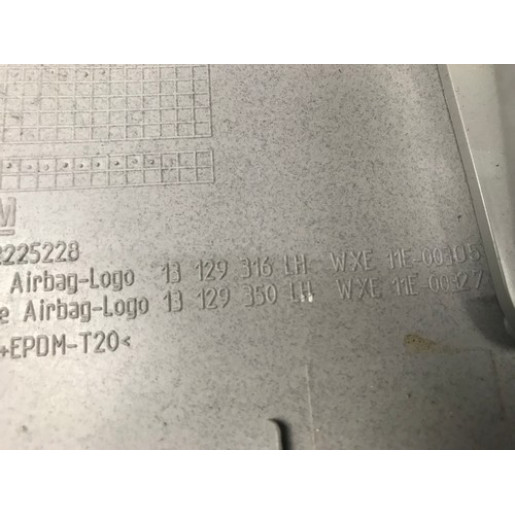 M
225228
Airbag-Logo 13 129 316 LH WXE 11E-00305
e Airbag-Logo 13 129 350 LH WXE 11E-00327
+EPDM-T20<